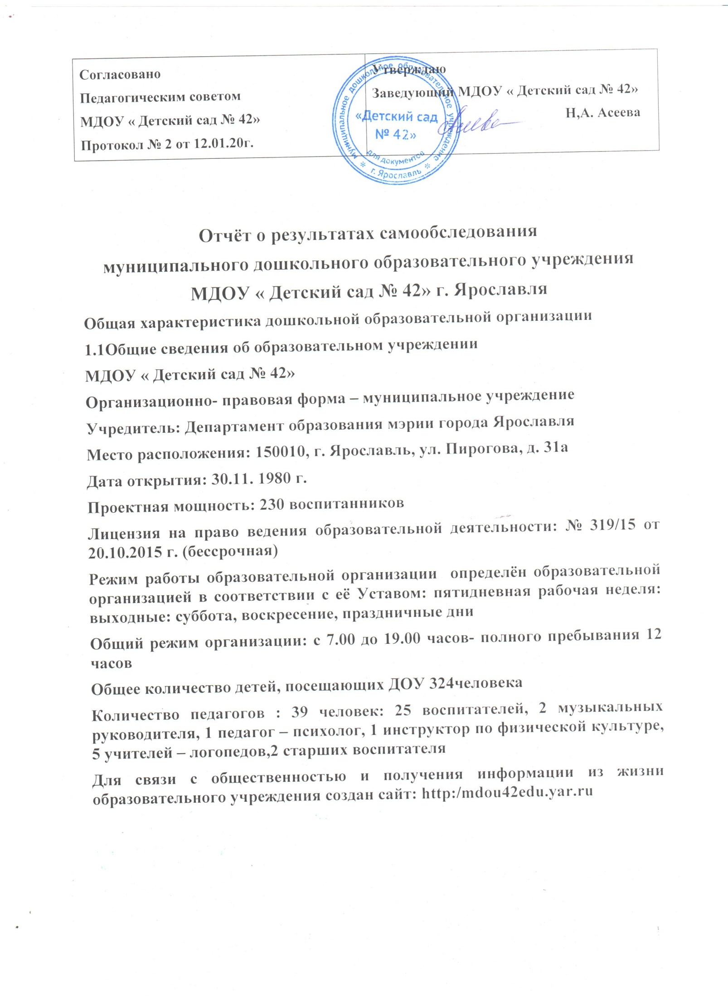 Согласовано
Педагогическим советом
МДОУ « Детский сад № 42»
Протокол № 2 от 12.01.20г.
Утверждаю
Заведующий МДОУ « Детский сад № 42»
Н,А. Асеева
муниципальное дошкольное образовательное учреждение
«Детский сад
№ 42»
для документов
* г. Ярославль *
Отчёт о результатах самообследования
муниципального дошкольного образовательного учреждения
МДОУ « Детский сад № 42» г. Ярославля
Общая характеристика дошкольной образовательной организации
1.1Общие сведения об образовательном учреждении
МДОУ « Детский сад № 42»
Организационно- правовая форма – муниципальное учреждение
Учредитель: Департамент образования мэрии города Ярославля
Место расположения: 150010, г. Ярославль, ул. Пирогова, д. 31а
Дата открытия: 30.11. 1980 г.
Проектная мощность: 230 воспитанников
Лицензия на право ведения образовательной деятельности: № 319/15 от
20.10.2015 г. (бессрочная)
Режим работы образовательной организации определён образовательной
организацией в соответствии с её Уставом: пятидневная рабочая неделя:
выходные: суббота, воскресение, праздничные дни
Общий режим организации: с 7.00 до 19.00 часов- полного пребывания 12
часов
Общее количество детей, посещающих ДОУ 324человека
Количество педагогов : 39 человек: 25 воспитателей, 2 музыкальных
руководителя, 1 педагог – психолог, 1 инструктор по физической культуре,
5 учителей – логопедов,2 старших воспитателя
Для связи с общественностью и получения информации из жизни
образовательного учреждения создан сайт: http:/mdou42edu.yar.ru